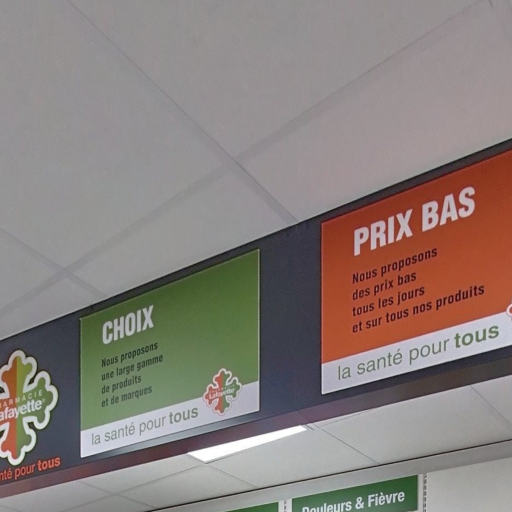 PHARMACIE
Lafayette
santé pour tous
CHOIX
Nous proposons
une large gamme
de produits
et de marques
la santé pour tous
Lafayette
PRIX BAS
Nous proposons
des prix bas
tous les jours
et sur tous nos produits
la santé pour tous
Douleurs & Fièvre